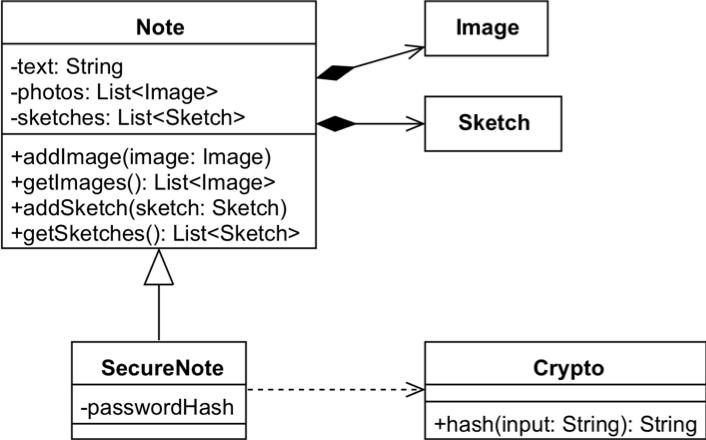 Note
-text: String
-photos: List<Image>
-sketches: List<Sketch>
+addImage(image: Image)
+getImages(): List<Image>
+addSketch(sketch: Sketch)
+getSketches(): List<Sketch>
Image
Sketch
SecureNote
-passwordHash
Crypto
+hash(input: String): String